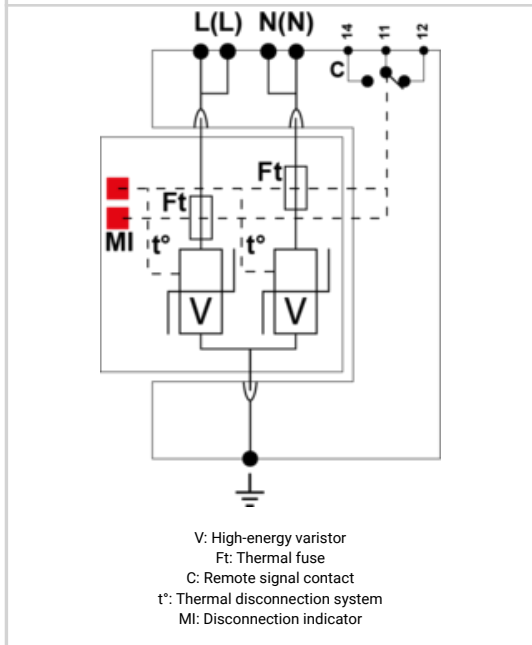 L(L) N(N) 14 11 12
C
Ft
Ft
MI t° t°
V V
V: High-energy varistor
Ft: Thermal fuse
C: Remote signal contact
t°: Thermal disconnection system
MI: Disconnection indicator